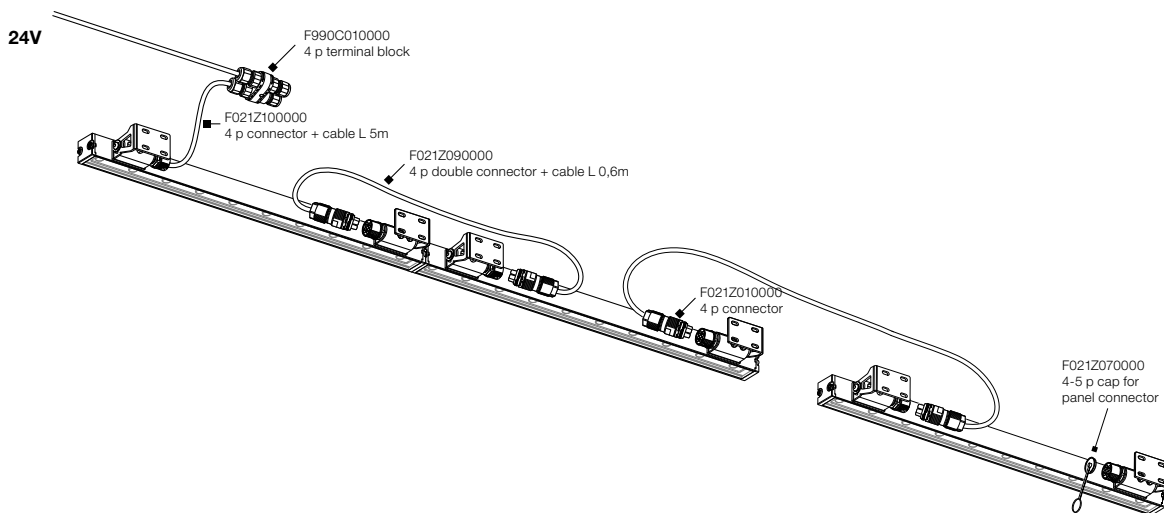 24V
F990C010000
4 p terminal block
F021Z100000
4 p connector + cable L 5m
F021Z090000
4 p double connector + cable L 0,6m
F021Z010000
4 p connector
F021Z070000
4-5 p cap for
panel connector